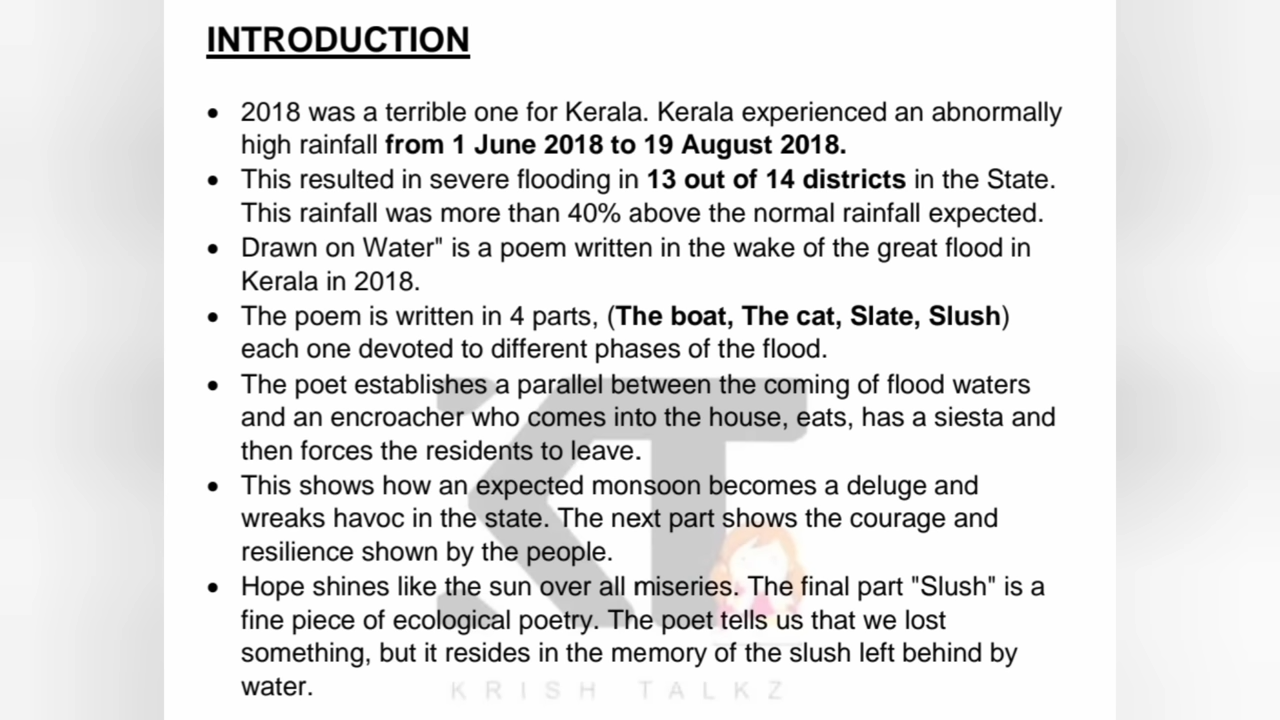 INTRODUCTION
• 2018 was a terrible one for Kerala. Kerala experienced an abnormally
high rainfall from 1 June 2018 to 19 August 2018.
• This resulted in severe flooding in 13 out of 14 districts in the State.
This rainfall was more than 40% above the normal rainfall expected.
• Drawn on Water" is a poem written in the wake of the great flood in
Kerala in 2018.
• The poem is written in 4 parts, (The boat, The cat, Slate, Slush)
each one devoted to different phases of the flood.
• The poet establishes a parallel between the coming of flood waters
and an encroacher who comes into the house, eats, has a siesta and
then forces the residents to leave.
• This shows how an expected monsoon becomes a deluge and
wreaks havoc in the state. The next part shows the courage and
resilience shown by the people.
• Hope shines like the sun over all miseries. The final part "Slush" is a
fine piece of ecological poetry. The poet tells us that we lost
something, but it resides in the memory of the slush left behind by
water.
KT
KRISH TALKZ